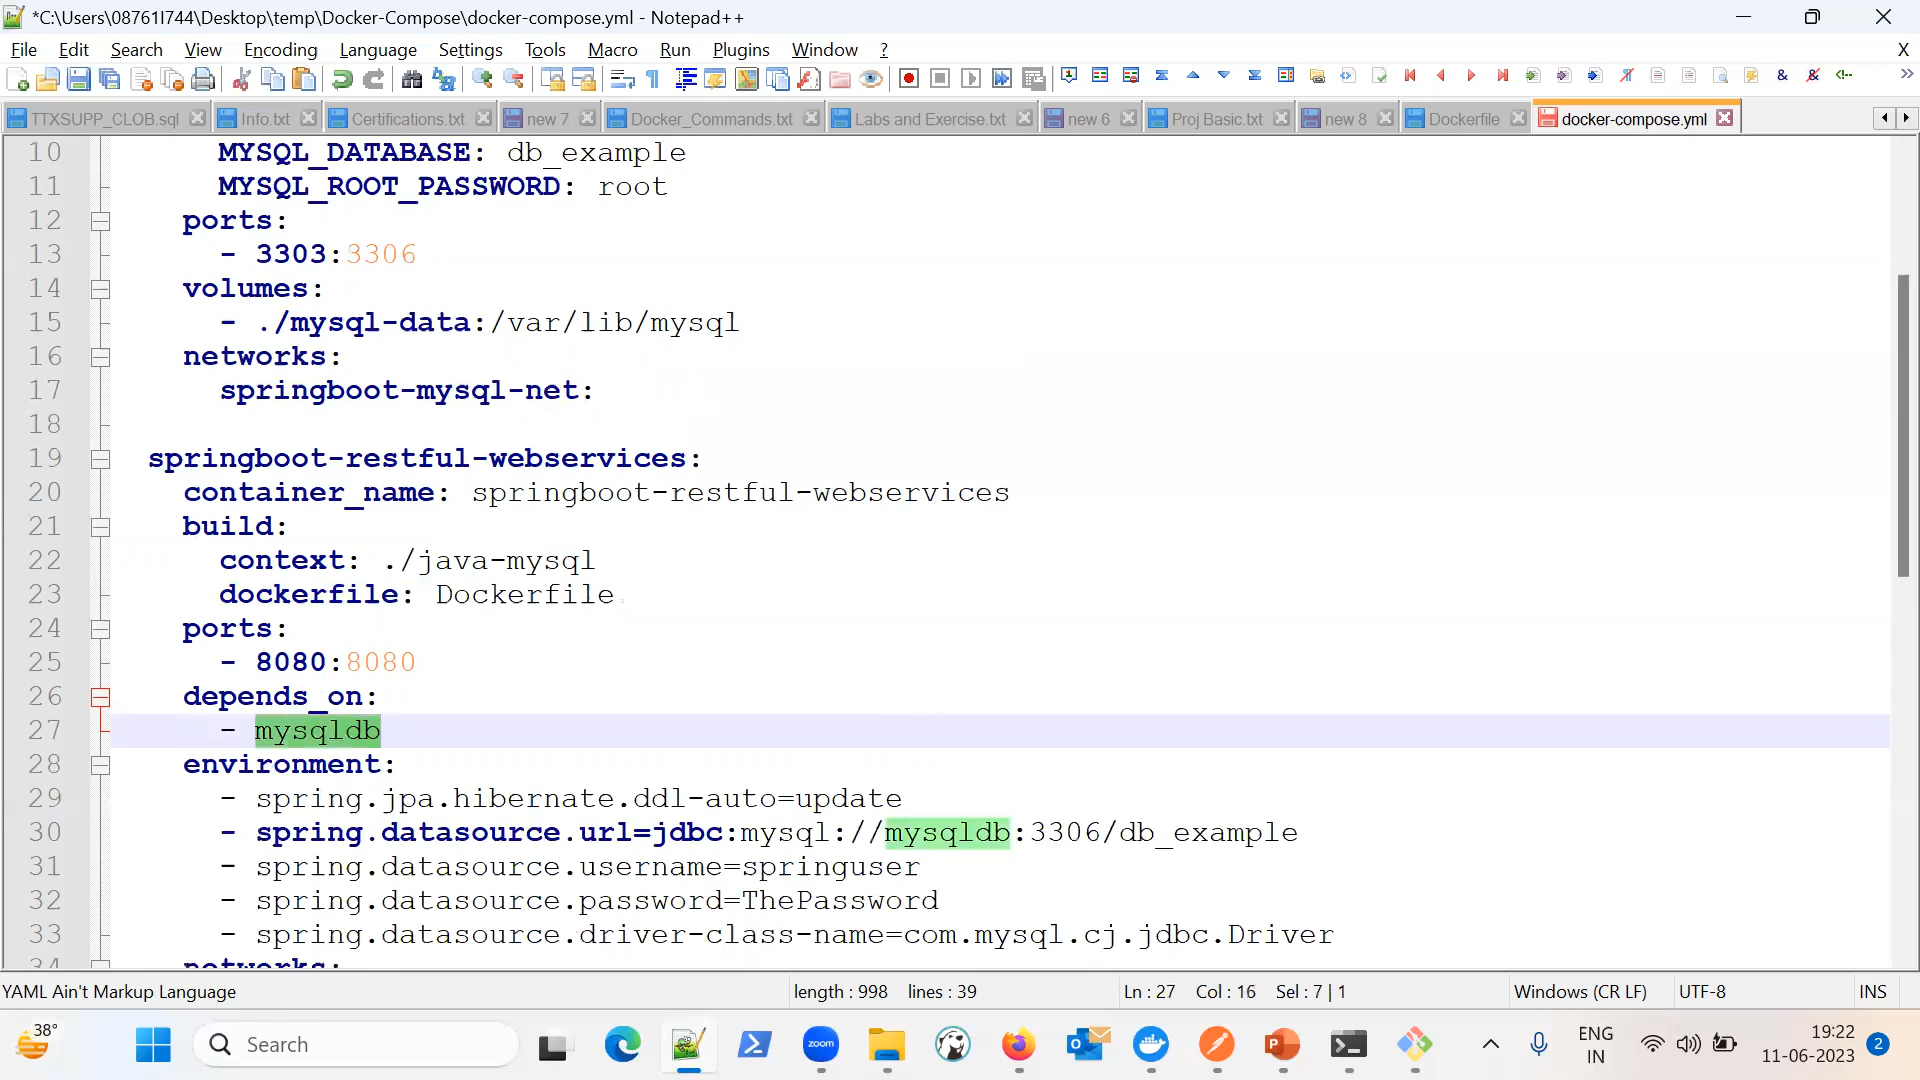 *C:\Users\08761I744\Desktop\temp\Docker-Compose\docker-compose.yml - Notepad++
File Edit Search View Encoding Language Settings Tools Macro Run Plugins Window ? X
TTXSUPP_CLOB.sql Info.txt Certifications.txt new 7 Docker_Commands.txt Labs and Exercise.txt new 6 Proj Basic.txt new 8 Dockerfile docker-compose.yml
10 MYSQL_DATABASE: db_example
11 MYSQL_ROOT_PASSWORD: root
12 ports:
13 - 3303:3306
14 volumes:
15 - ./mysql-data:/var/lib/mysql
16 networks:
17 springboot-mysql-net:
18
19 springboot-restful-webservices:
20 container_name: springboot-restful-webservices
21 build:
22 context: ./java-mysql
23 dockerfile: Dockerfile
24 ports:
25 - 8080:8080
26 depends_on:
27 - mysqldb
28 environment:
29 - spring.jpa.hibernate.ddl-auto=update
30 - spring.datasource.url=jdbc:mysql://mysqldb:3306/db_example
31 - spring.datasource.username=springuser
32 - spring.datasource.password=ThePassword
33 - spring.datasource.driver-class-name=com.mysql.cj.jdbc.Driver
34 networks:
YAML Ain't Markup Language length : 998 lines : 39 Ln : 27 Col : 16 Sel : 7 | 1 Windows (CR LF) UTF-8 INS
38° Search zoom ENG 19:22
IN 11-06-2023 2